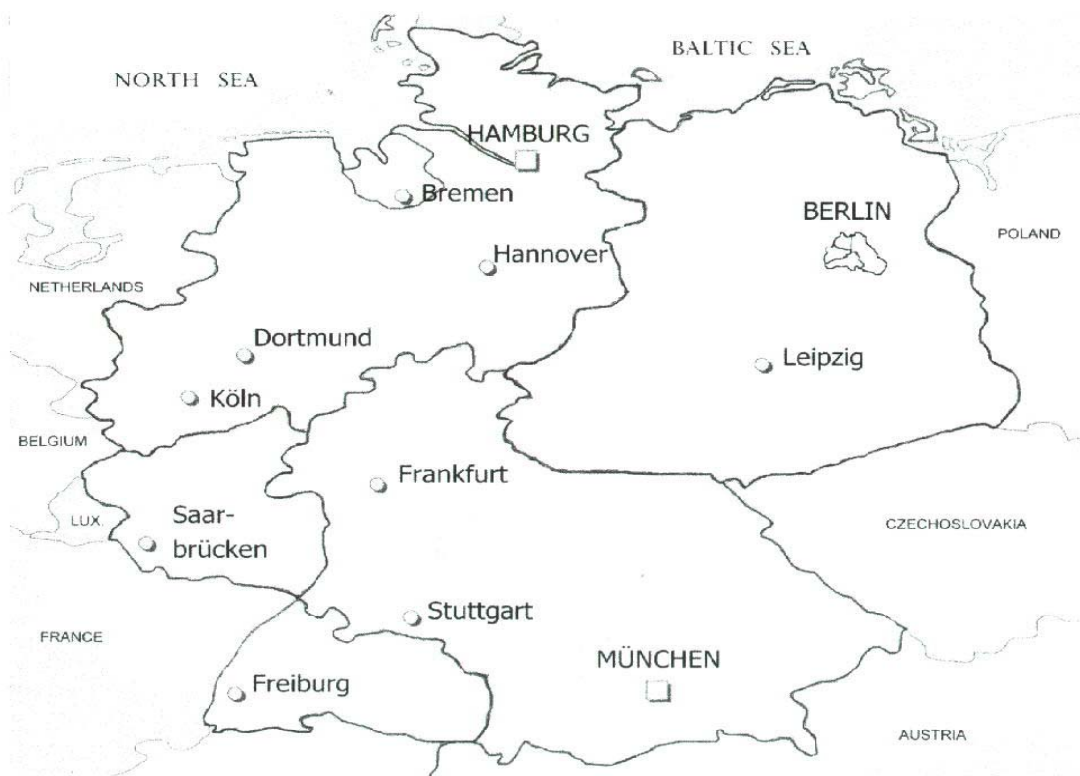 BALTIC SEA
NORTH SEA
HAMBURG
Bremen
BERLIN
POLAND
Hannover
NETHERLANDS
Dortmund
Leipzig
Köln
BELGIUM
Frankfurt
LUX.
Saar-
brücken
CZECHOSLOVAKIA
Stuttgart
FRANCE
MÜNCHEN
Freiburg
AUSTRIA